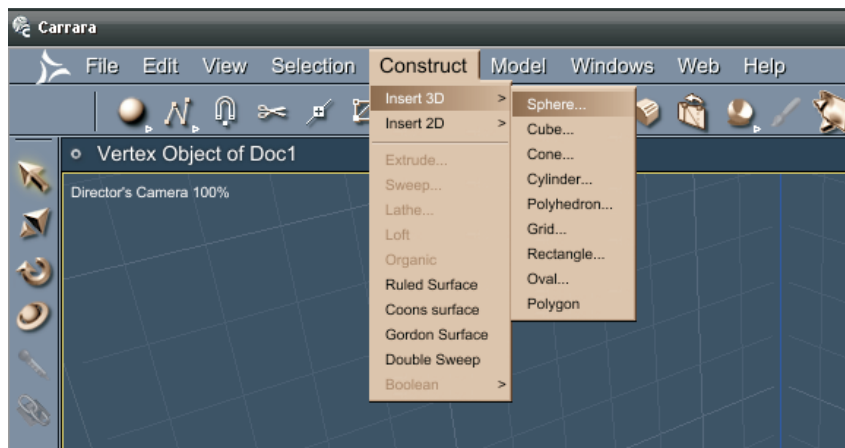 Carrara
File Edit View Selection Construct Model Windows Web Help
Vertex Object of Doc1
Director's Camera 100%
Insert 3D >
Insert 2D >
Extrude...
Sweep...
Lathe...
Loft
Organic
Ruled Surface
Coons surface
Gordon Surface
Double Sweep
Boolean >
Sphere...
Cube...
Cone...
Cylinder...
Polyhedron...
Grid...
Rectangle...
Oval...
Polygon